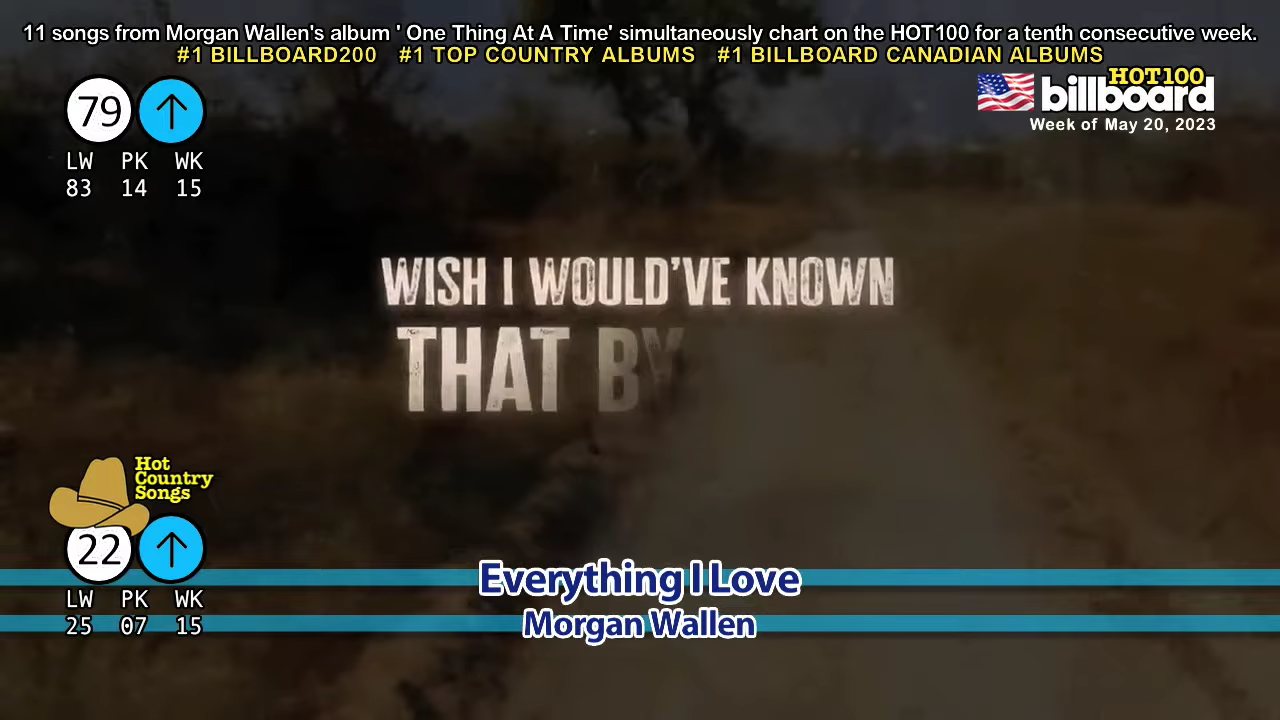 11 songs from Morgan Wallen's album ' One Thing At A Time' simultaneously chart on the HOT100 for a tenth consecutive week.
#1 BILLBOARD200 #1 TOP COUNTRY ALBUMS #1 BILLBOARD CANADIAN ALBUMS
HOT100
billboard
Week of May 20, 2023
79
LW PK WK
83 14 15
WISH I WOULD'VE KNOWN
THAT BY
Hot
Country
Songs
22
LW PK WK
25 07 15
Everything I Love
Morgan Wallen